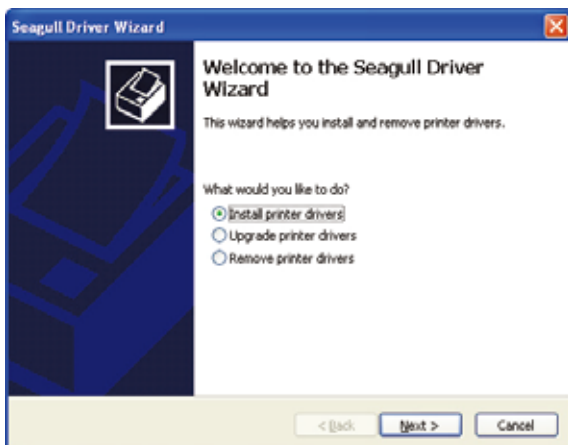 Seagull Driver Wizard
Welcome to the Seagull Driver
Wizard
This wizard helps you install and remove printer drivers.
What would you like to do?
Install printer drivers
Upgrade printer drivers
Remove printer drivers
< Back
Next >
Cancel